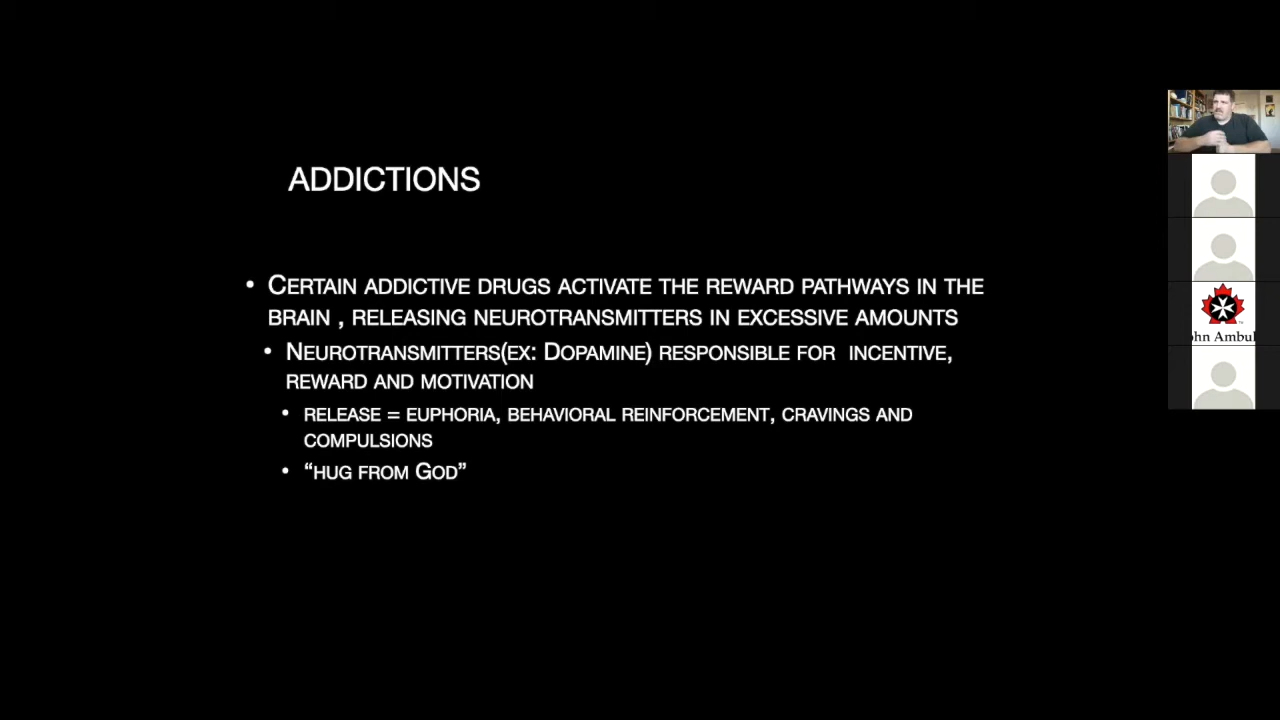 ADDICTIONS
• CERTAIN ADDICTIVE DRUGS ACTIVATE THE REWARD PATHWAYS IN THE
BRAIN , RELEASING NEUROTRANSMITTERS IN EXCESSIVE AMOUNTS
• NEUROTRANSMITTERS(EX: DOPAMINE) RESPONSIBLE FOR INCENTIVE,
REWARD AND MOTIVATION
• RELEASE = EUPHORIA, BEHAVIORAL REINFORCEMENT, CRAVINGS AND
COMPULSIONS
• “HUG FROM GOD”
ohn Ambul